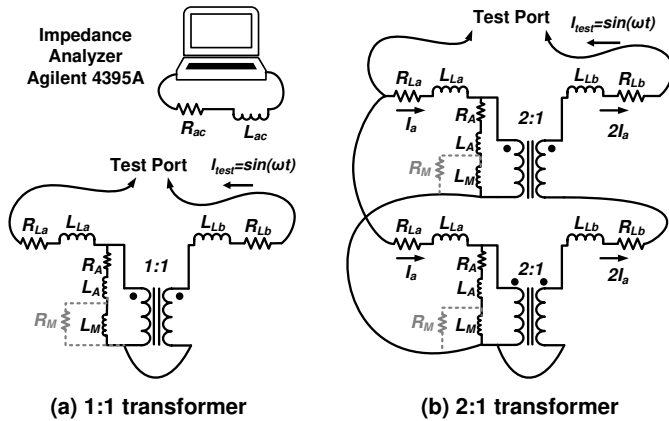 Impedance
Analyzer
Agilent 4395A
Rac
Lac
Test Port
Itest=sin(ωt)
RLa
LLa
LLb
RLb
RA
1:1
LA
RM
LM
(a) 1:1 transformer
Test Port
Itest=sin(ωt)
RLa
LLa
LLb
RLb
Ia
RA
2:1
2Ia
LA
RM
LM
RLa
LLa
LLb
RLb
Ia
RA
2:1
2Ia
LA
RM
LM
(b) 2:1 transformer